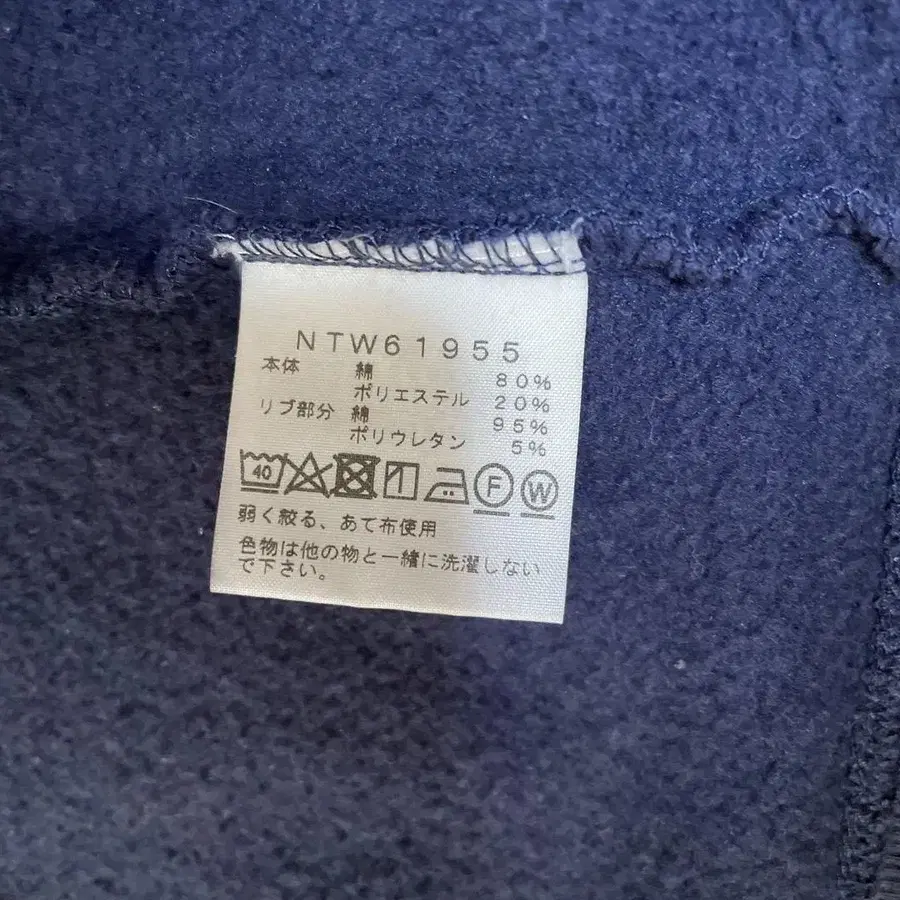 NTW61955
本体 綿 80%
ポリエステル 20%
リブ部分 綿 95%
ポリウレタン 5%
40 F W
弱く絞る、あて布使用
色物は他の物と一緒に洗濯しない
で下さい。